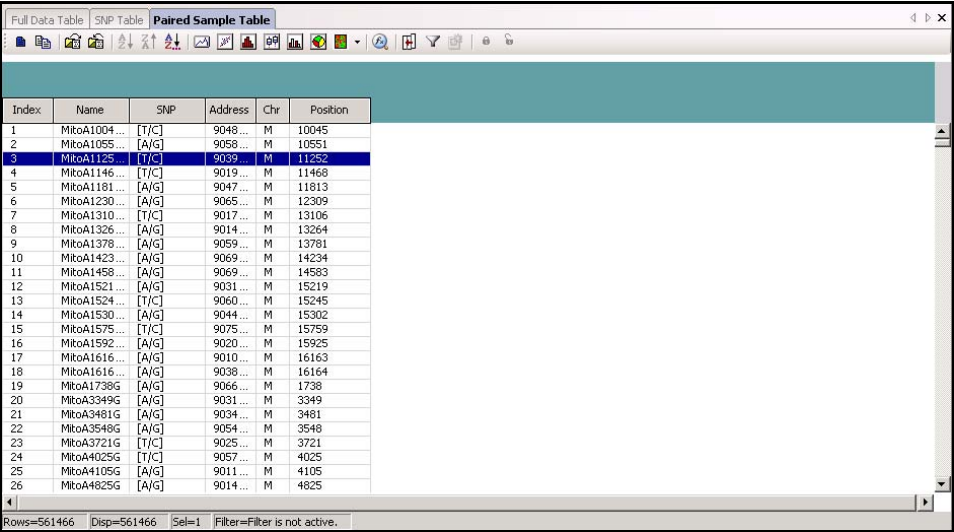 Full Data Table SNP Table Paired Sample Table
Index Name SNP Address Chr Position
1 MitoA1004... [T/C] 9048... M 10045
2 MitoA1055... [A/G] 9058... M 10551
3 MitoA1125... [T/C] 9039... M 11252
4 MitoA1146... [T/C] 9019... M 11468
5 MitoA1181... [A/G] 9047... M 11813
6 MitoA1230... [A/G] 9065... M 12309
7 MitoA1310... [T/C] 9017... M 13106
8 MitoA1326... [A/G] 9014... M 13264
9 MitoA1378... [A/G] 9059... M 13781
10 MitoA1423... [A/G] 9069... M 14234
11 MitoA1458... [A/G] 9069... M 14583
12 MitoA1521... [A/G] 9031... M 15219
13 MitoA1524... [T/C] 9060... M 15245
14 MitoA1530... [A/G] 9044... M 15302
15 MitoA1575... [T/C] 9075... M 15759
16 MitoA1592... [A/G] 9020... M 15925
17 MitoA1616... [A/G] 9010... M 16163
18 MitoA1616... [A/G] 9038... M 16164
19 MitoA1738G [A/G] 9066... M 1738
20 MitoA3349G [A/G] 9031... M 3349
21 MitoA3481G [A/G] 9034... M 3481
22 MitoA3548G [A/G] 9054... M 3548
23 MitoA3721G [T/C] 9025... M 3721
24 MitoA4025G [T/C] 9057... M 4025
25 MitoA4105G [A/G] 9011... M 4105
26 MitoA4825G [A/G] 9014... M 4825
Rows=561466 Disp=561466 Sel=1 Filter=Filter is not active.